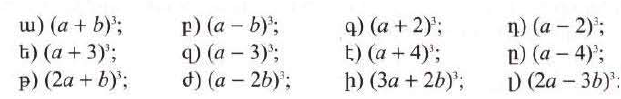 ա) (a + b)³; բ) (a – b)³; գ) (a + 2)³; դ) (a – 2)³;
ե) (a + 3)³; զ) (a – 3)³; է) (a + 4)³; ը) (a – 4)³;
թ) (2a + b)³; ժ) (a – 2b)³; ի) (3a + 2b)³; լ) (2a – 3b)³: